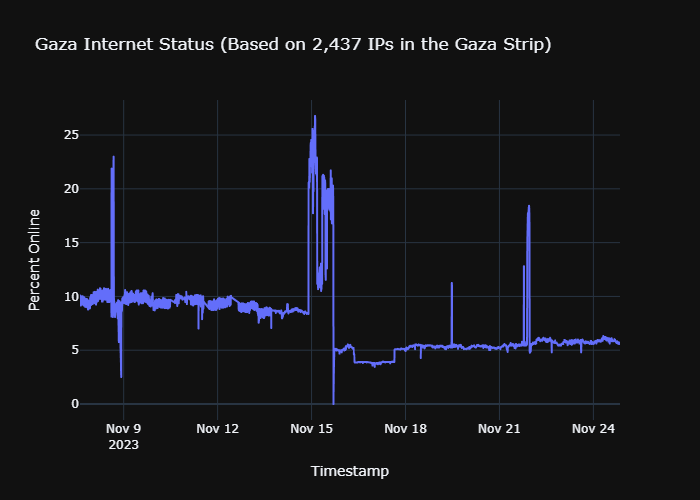 Gaza Internet Status (Based on 2,437 IPs in the Gaza Strip)
Percent Online
25
20
15
10
5
0
Nov 9 Nov 12 Nov 15 Nov 18 Nov 21 Nov 24
2023
Timestamp